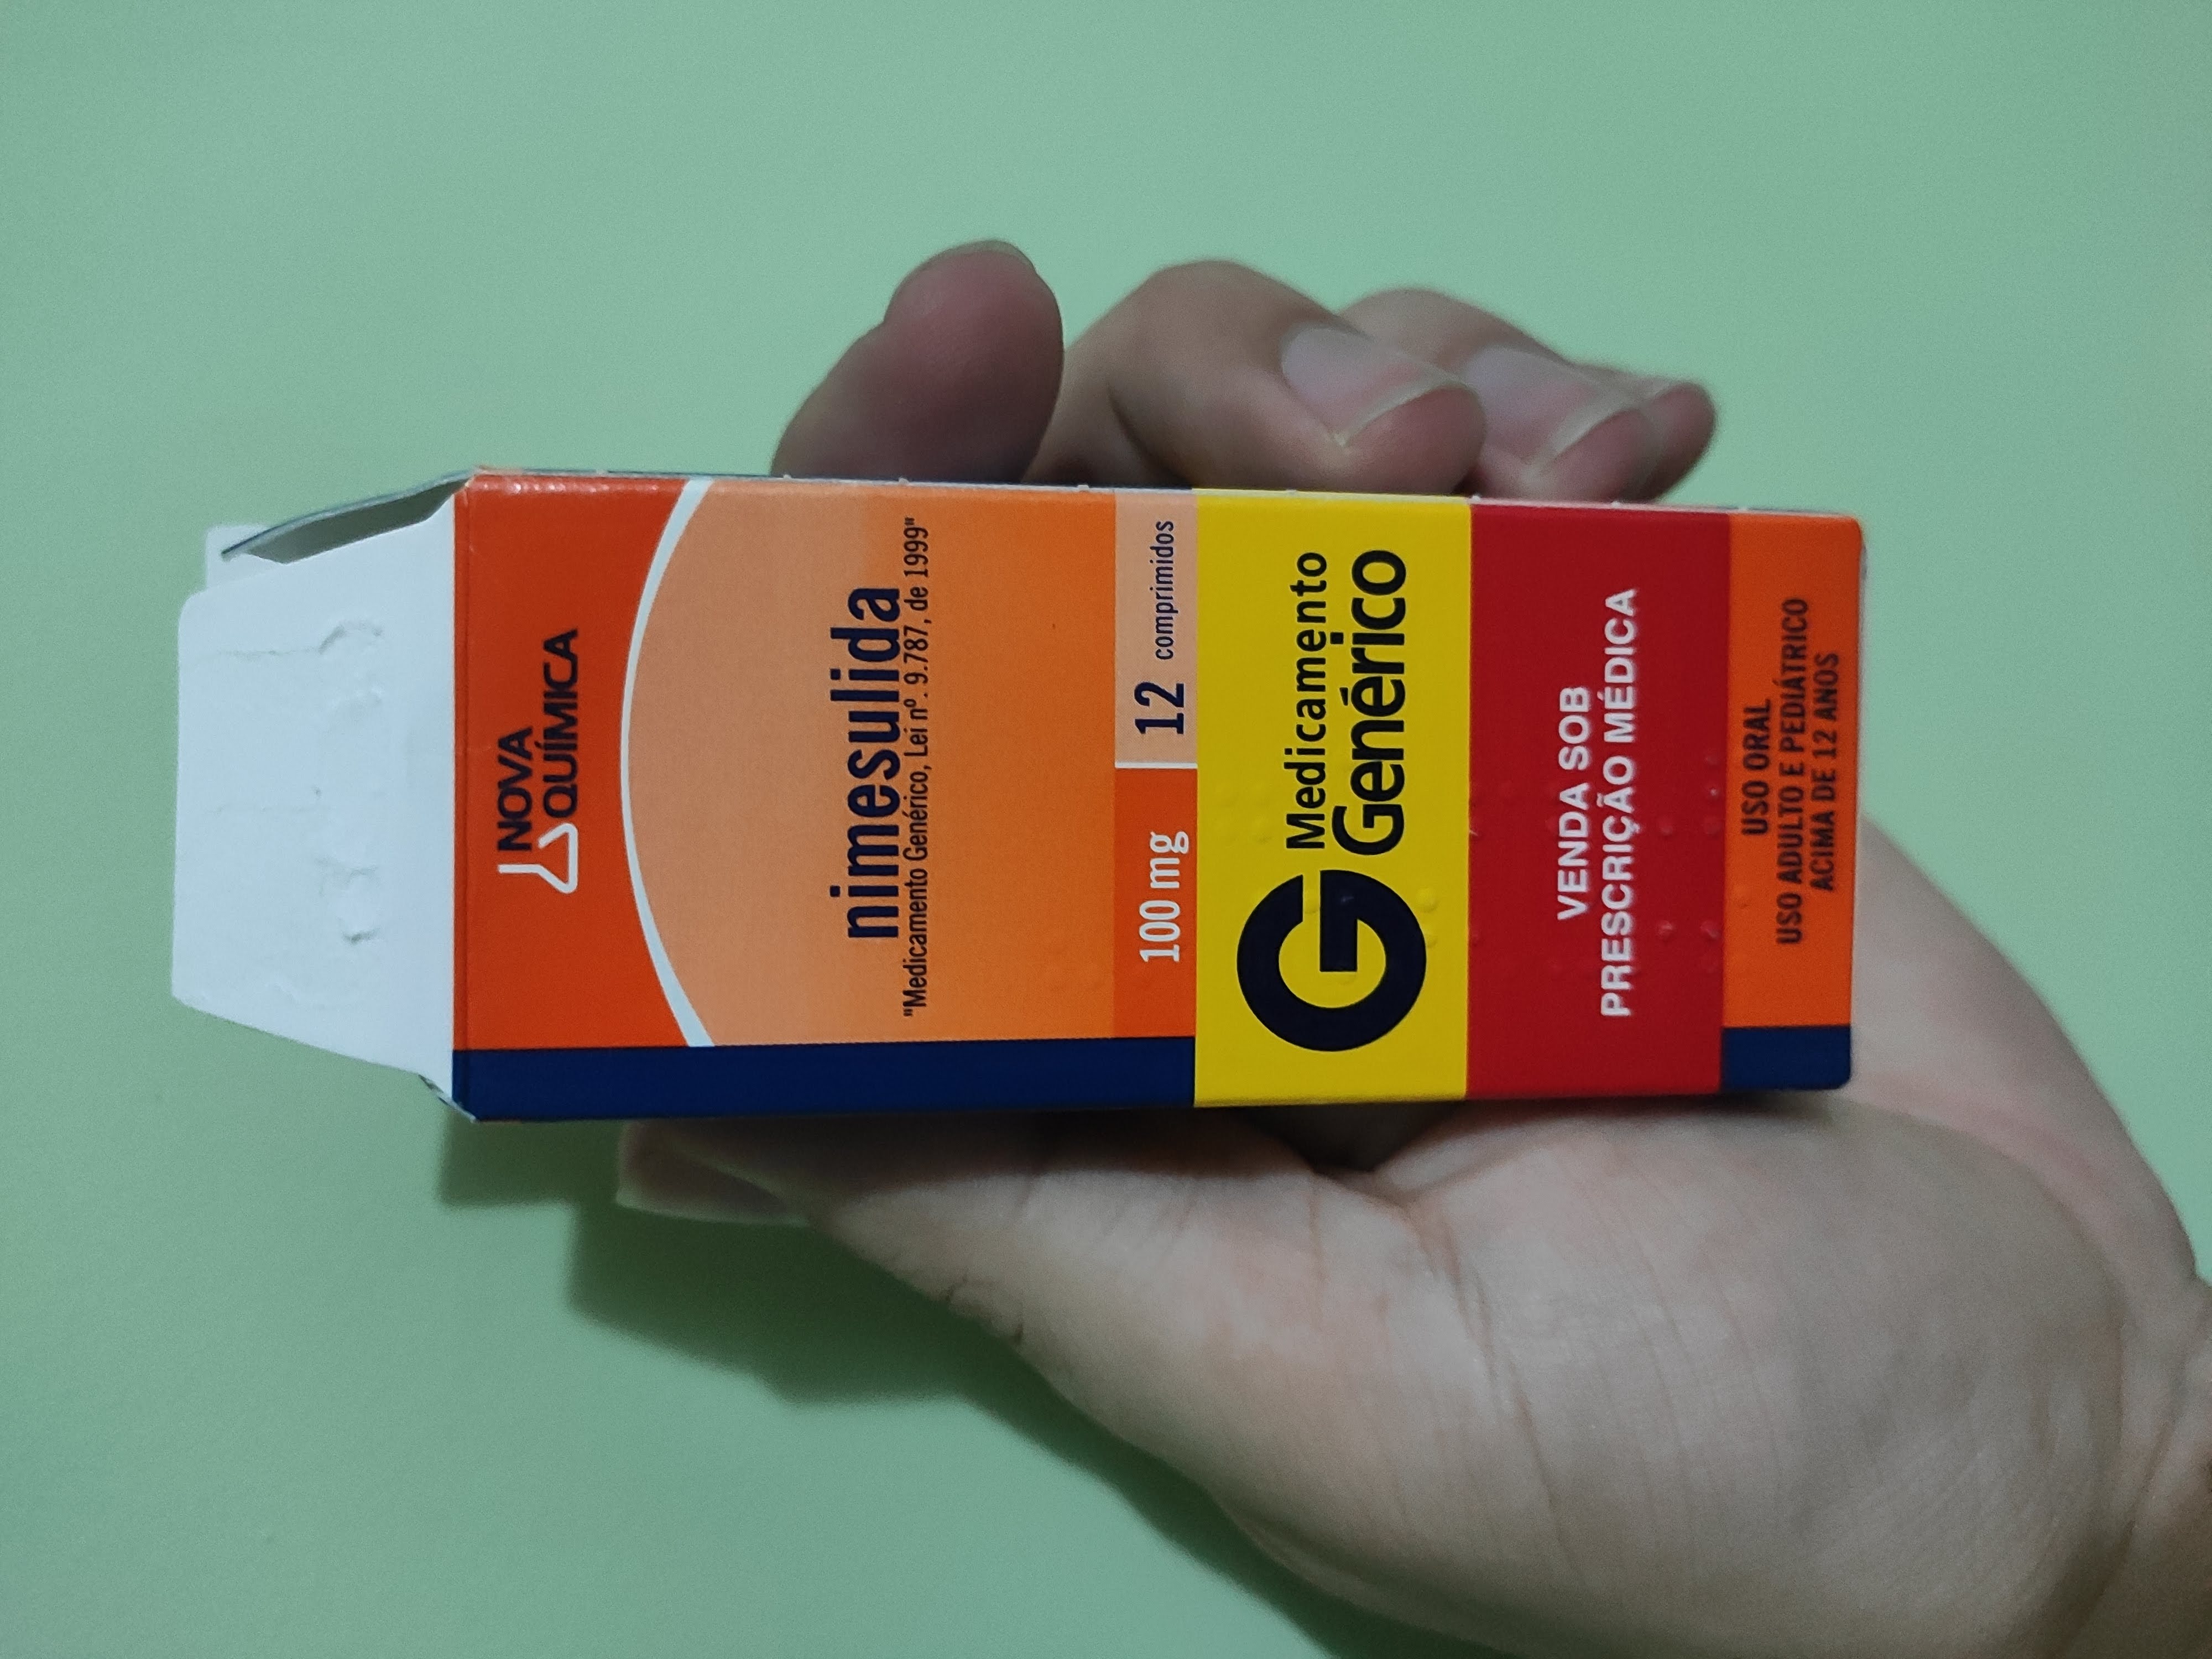 NOVA
QUÍMICA
nimesulida
"Medicamento Genérico, Lei nº. 9.787, de 1999"
100 mg
12 comprimidos
G Medicamento
Genérico
VENDA SOB
PRESCRIÇÃO MÉDICA
USO ORAL
USO ADULTO E PEDIÁTRICO
ACIMA DE 12 ANOS